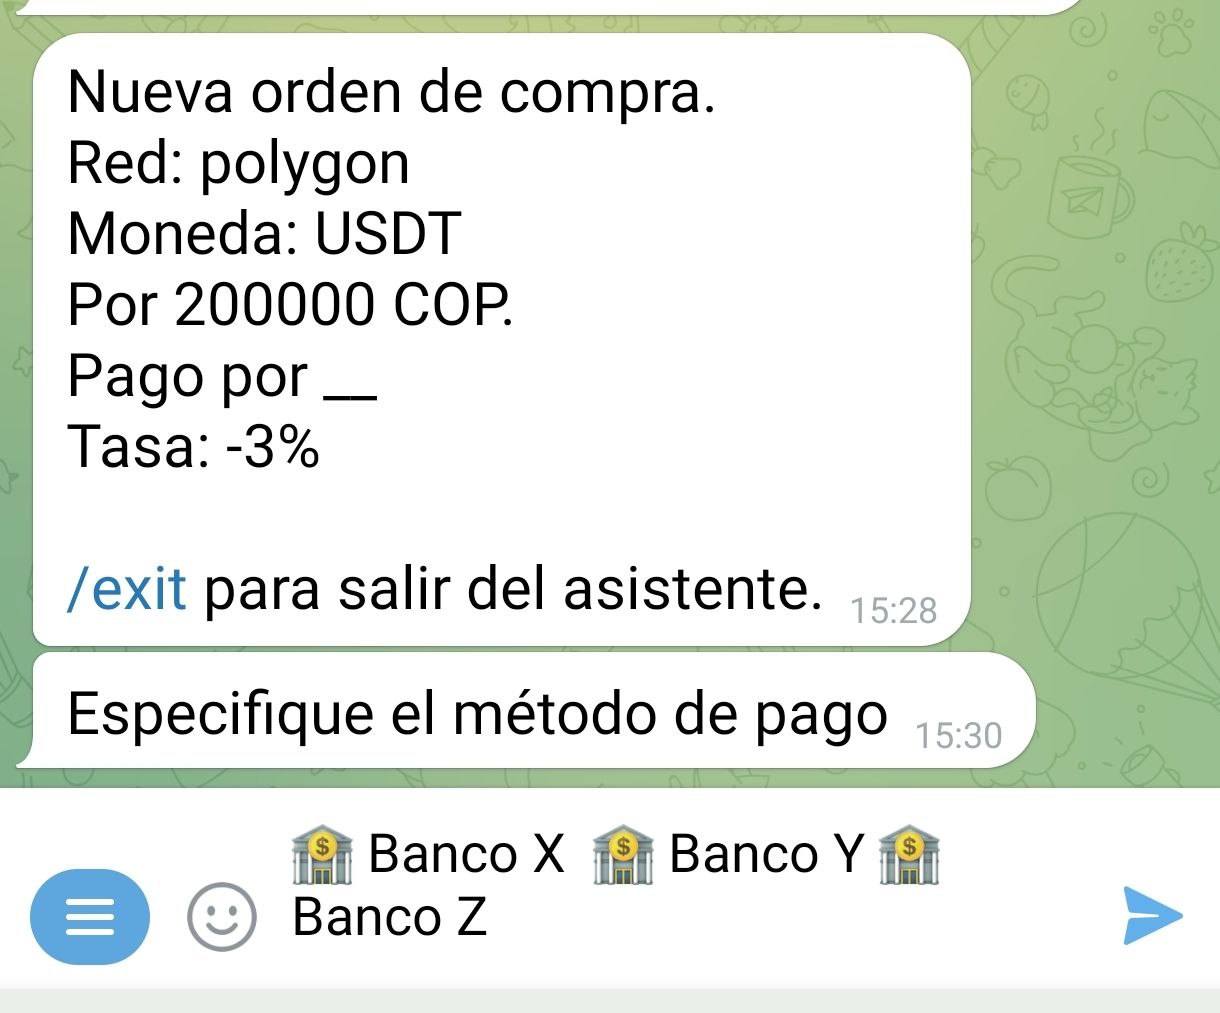 Nueva orden de compra.
Red: polygon
Moneda: USDT
Por 200000 COP.
Pago por __
Tasa: -3%
/exit para salir del asistente. 15:28
Especifique el método de pago 15:30
🏦 Banco X 🏦 Banco Y 🏦
Banco Z